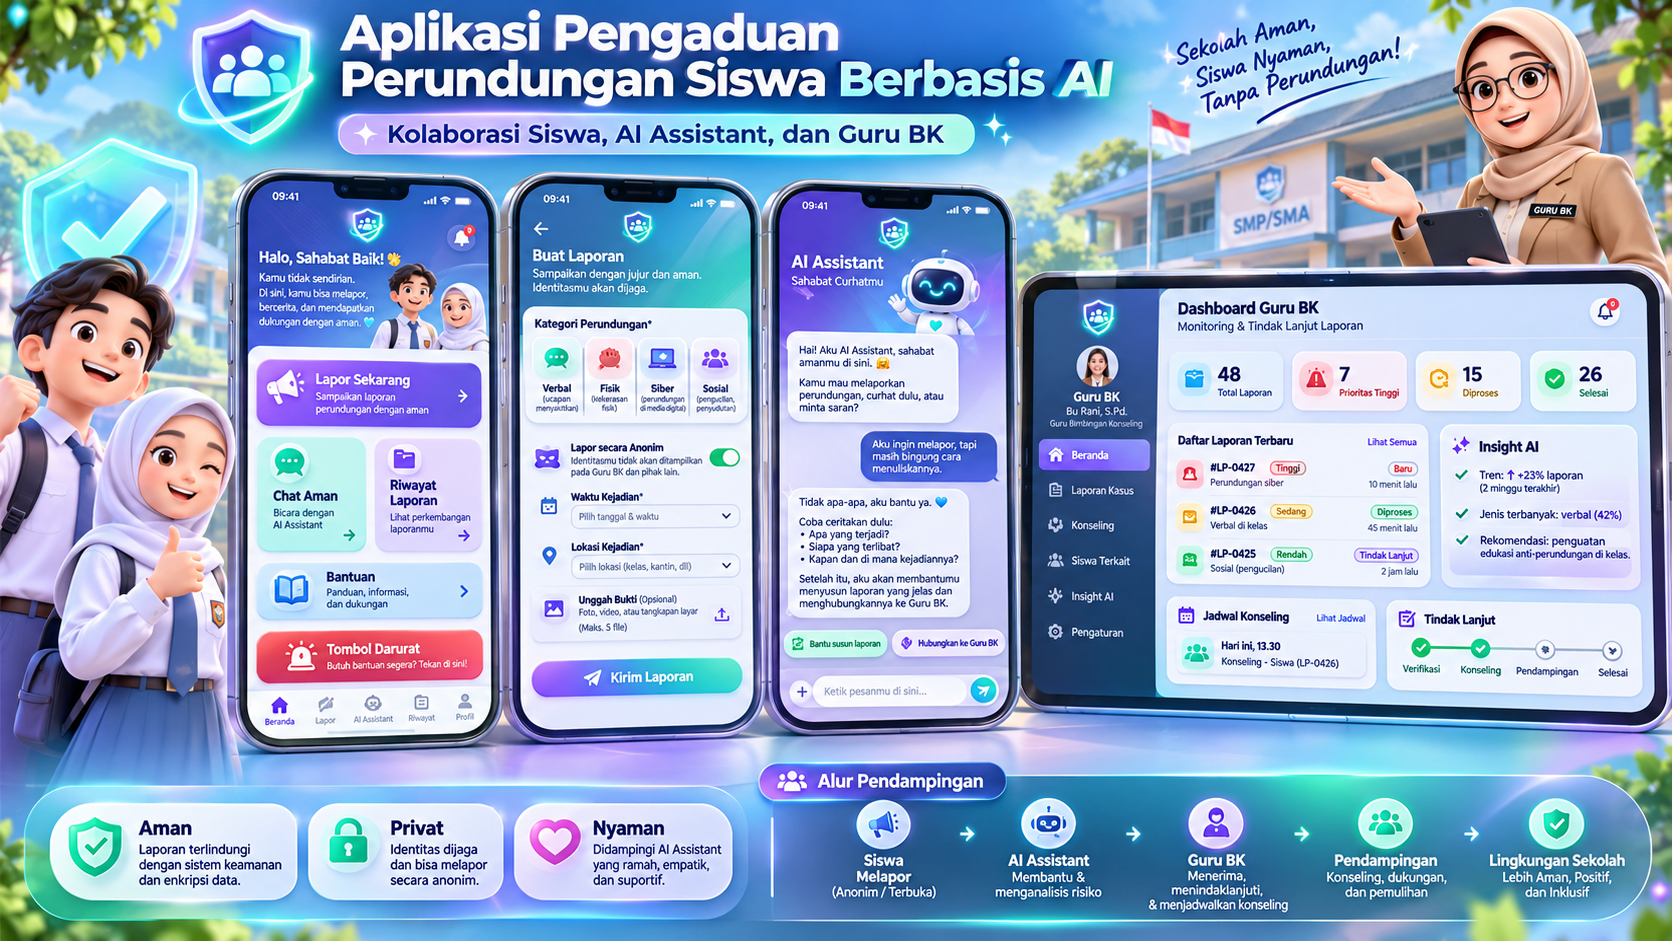 Aplikasi Pengaduan
Perundungan Siswa Berbasis AI
Kolaborasi Siswa, AI Assistant, dan Guru BK
Sekolah Aman,
Siswa Nyaman,
Tanpa Perundungan!
SMP/SMA
GURU BK
09:41
Halo, Sahabat Baik!
Kamu tidak sendirian.
Di sini, kamu bisa melapor,
bercerita, dan mendapatkan
dukungan dengan aman.
Lapor Sekarang
Sampaikan laporan
perundungan dengan aman
Chat Aman
Bicara dengan
AI Assistant
Riwayat
Laporan
Lihat perkembangan
laporanmu
Bantuan
Panduan, informasi,
dan dukungan
Tombol Darurat
Butuh bantuan segera? Tekan di sini!
Beranda
Lapor
AI Assistant
Riwayat
Profil
09:41
Buat Laporan
Sampaikan dengan jujur dan aman.
Identitasmu akan dijaga.
Kategori Perundungan*
Verbal
(ucapan
menyakitkan)
Fisik
(kekerasan
fisik)
Siber
(perundungan
di media digital)
Sosial
(pengucilan,
penyudutan)
Lapor secara Anonim
Identitasmu tidak akan ditampilkan
pada Guru BK dan pihak lain.
Waktu Kejadian*
Pilih tanggal & waktu
Lokasi Kejadian*
Pilih lokasi (kelas, kantin, dll)
Unggah Bukti (Opsional)
Foto, video, atau tangkapan layar
(Maks. 5 file)
Kirim Laporan
09:41
AI Assistant
Sahabat Curhatmu
Hai! Aku AI Assistant, sahabat
amanmu di sini.
Kamu mau melaporkan
perundungan, curhat dulu, atau
minta saran?
Aku ingin melapor, tapi
masih bingung cara
menuliskannya.
Tidak apa-apa, aku bantu ya.
Coba ceritakan dulu:
• Apa yang terjadi?
• Siapa yang terlibat?
• Kapan dan di mana kejadiannya?
Setelah itu, aku akan membantumu
menyusun laporan yang jelas dan
menghubungkannya ke Guru BK.
Bantu susun laporan
Hubungkan ke Guru BK
Ketik pesanmu di sini...
Guru BK
Bu Rani, S.Pd.
Guru Bimbingan Konseling
Beranda
Laporan Kasus
Konseling
Siswa Terkait
Insight AI
Pengaturan
Dashboard Guru BK
Monitoring & Tindak Lanjut Laporan
48
Total Laporan
7
Prioritas Tinggi
15
Diproses
26
Selesai
Daftar Laporan Terbaru
Lihat Semua
#LP-0427 Tinggi Baru
Perundungan siber 10 menit lalu
#LP-0426 Sedang Diproses
Verbal di kelas 45 menit lalu
#LP-0425 Rendah Tindak Lanjut
Sosial (pengucilan) 2 jam lalu
Insight AI
Tren: ↑ +23% laporan
(2 minggu terakhir)
Jenis terbanyak: verbal (42%)
Rekomendasi: penguatan
edukasi anti-perundungan di kelas.
Jadwal Konseling
Lihat Jadwal
Hari ini, 13.30
Konseling - Siswa (LP-0426)
Tindak Lanjut
Verifikasi
Konseling
Pendampingan
Selesai
Aman
Laporan terlindungi
dengan sistem keamanan
dan enkripsi data.
Privat
Identitas dijaga
dan bisa melapor
secara anonim.
Nyaman
Didampingi AI Assistant
yang ramah, empatik,
dan suportif.
Alur Pendampingan
Siswa
Melapor
(Anonim / Terbuka)
AI Assistant
Membantu &
menganalisis risiko
Guru BK
Menerima,
menindaklanjuti,
& menjadwalkan konseling
Pendampingan
Konseling, dukungan,
dan pemulihan
Lingkungan Sekolah
Lebih Aman, Positif,
dan Inklusif